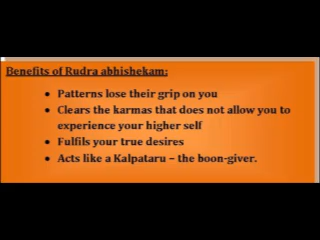 Benefits of Rudra abhishekam:
• Patterns lose their grip on you
• Clears the karmas that does not allow you to
experience your higher self
• Fulfils your true desires
• Acts like a Kalpataru – the boon-giver.